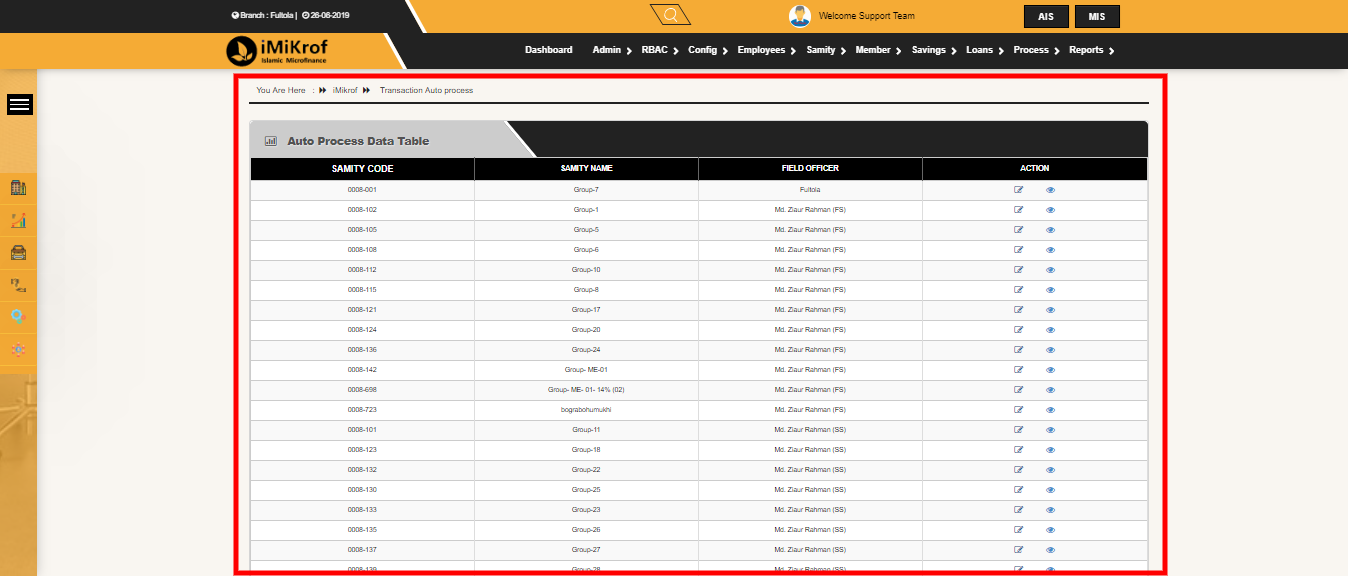 Branch : Fultola | 26-06-2019
Welcome Support Team
AIS
MIS
iMiKrof
Islamic Microfinance
Dashboard Admin RBAC Config Employees Samity Member Savings Loans Process Reports
You Are Here : iMikrof Transaction Auto process
Auto Process Data Table
SAMITY CODE SAMITY NAME FIELD OFFICER ACTION
0008-001 Group-7 Fultola
0008-102 Group-1 Md. Ziaur Rahman (FS)
0008-105 Group-5 Md. Ziaur Rahman (FS)
0008-108 Group-6 Md. Ziaur Rahman (FS)
0008-112 Group-10 Md. Ziaur Rahman (FS)
0008-115 Group-8 Md. Ziaur Rahman (FS)
0008-121 Group-17 Md. Ziaur Rahman (FS)
0008-124 Group-20 Md. Ziaur Rahman (FS)
0008-136 Group-24 Md. Ziaur Rahman (FS)
0008-142 Group- ME-01 Md. Ziaur Rahman (FS)
0008-698 Group- ME- 01- 14% (02) Md. Ziaur Rahman (FS)
0008-723 bograbohumukhi Md. Ziaur Rahman (FS)
0008-101 Group-11 Md. Ziaur Rahman (SS)
0008-123 Group-18 Md. Ziaur Rahman (SS)
0008-132 Group-22 Md. Ziaur Rahman (SS)
0008-130 Group-25 Md. Ziaur Rahman (SS)
0008-133 Group-23 Md. Ziaur Rahman (SS)
0008-135 Group-26 Md. Ziaur Rahman (SS)
0008-137 Group-27 Md. Ziaur Rahman (SS)
0008-139 Group-28 Md. Ziaur Rahman (SS)